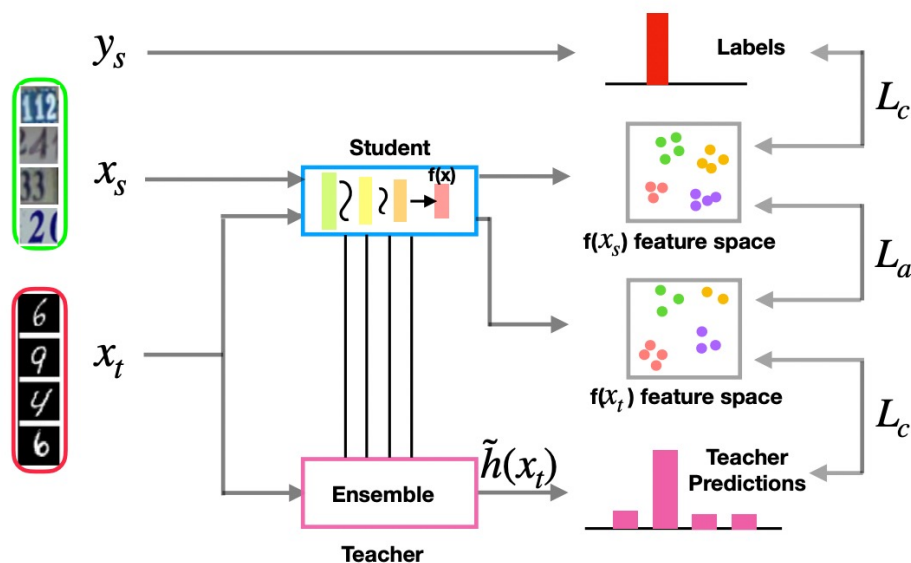 y_s
Labels
L_c
112
24
33
2
x_s
Student
f(x)
f(x_s) feature space
L_a
6
9
4
6
x_t
f(x_t) feature space
L_c
Ensemble
h̃(x_t)
Teacher
Predictions
Teacher